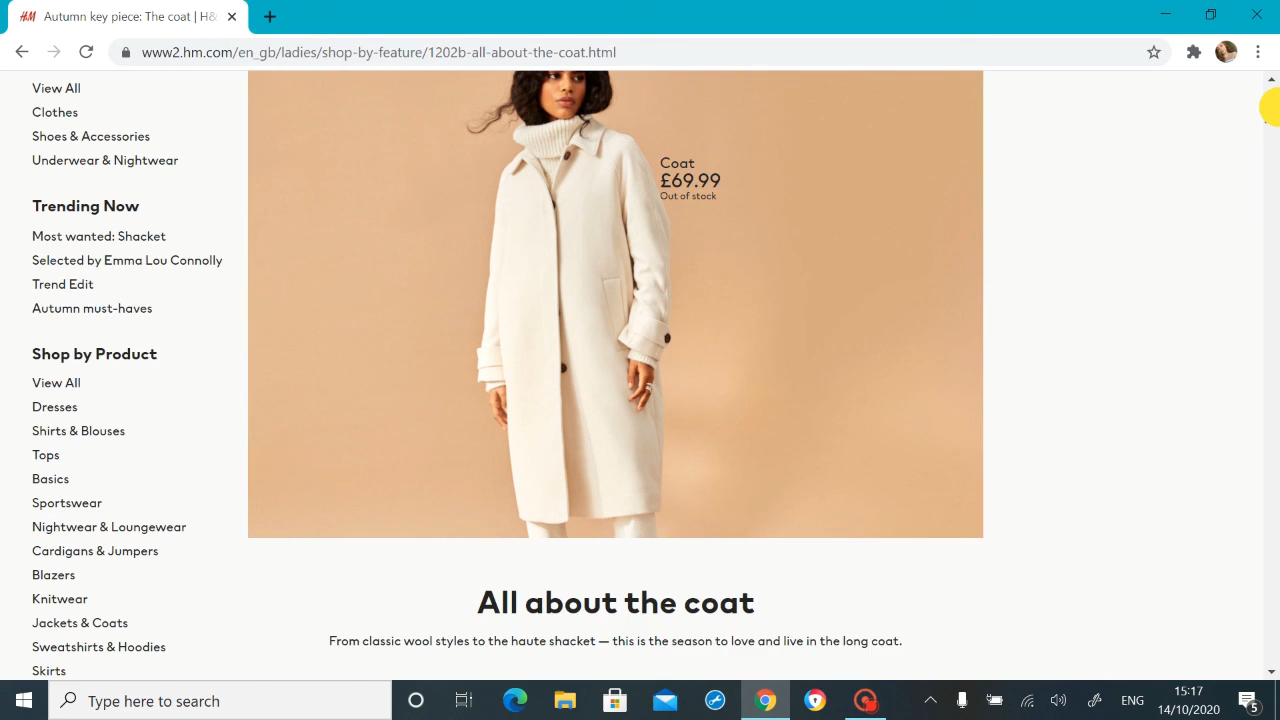 H&M Autumn key piece: The coat | H&
www2.hm.com/en_gb/ladies/shop-by-feature/1202b-all-about-the-coat.html
View All
Clothes
Shoes & Accessories
Underwear & Nightwear
Trending Now
Most wanted: Shacket
Selected by Emma Lou Connolly
Trend Edit
Autumn must-haves
Shop by Product
View All
Dresses
Shirts & Blouses
Tops
Basics
Sportswear
Nightwear & Loungewear
Cardigans & Jumpers
Blazers
Knitwear
Jackets & Coats
Sweatshirts & Hoodies
Skirts
Coat
£69.99
Out of stock
All about the coat
From classic wool styles to the haute shacket — this is the season to love and live in the long coat.
Type here to search
ENG
15:17
14/10/2020
5